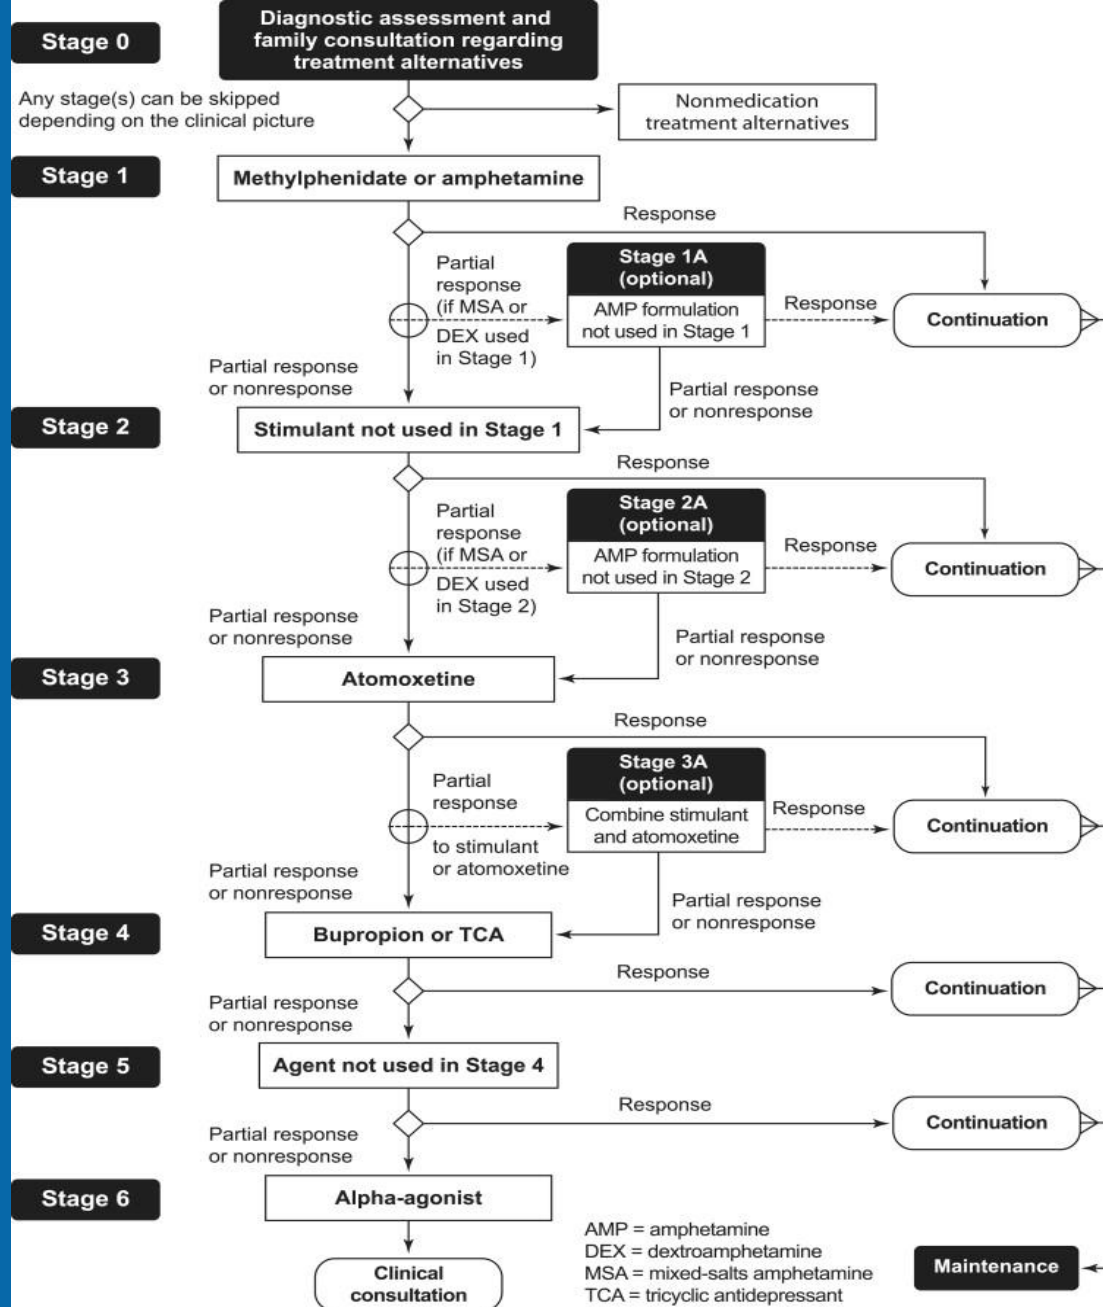 Stage 0
Diagnostic assessment and
family consultation regarding
treatment alternatives
Any stage(s) can be skipped
depending on the clinical picture
Nonmedication
treatment alternatives
Stage 1
Methylphenidate or amphetamine
Response
Partial
response
(if MSA or
DEX used
in Stage 1)
Stage 1A
(optional)
AMP formulation
not used in Stage 1
Response
Continuation
Partial response
or nonresponse
Partial response
or nonresponse
Stage 2
Stimulant not used in Stage 1
Response
Partial
response
(if MSA or
DEX used
in Stage 2)
Stage 2A
(optional)
AMP formulation
not used in Stage 2
Response
Continuation
Partial response
or nonresponse
Partial response
or nonresponse
Stage 3
Atomoxetine
Response
Partial
response
to stimulant
or atomoxetine
Stage 3A
(optional)
Combine stimulant
and atomoxetine
Response
Continuation
Partial response
or nonresponse
Partial response
or nonresponse
Stage 4
Bupropion or TCA
Response
Continuation
Partial response
or nonresponse
Stage 5
Agent not used in Stage 4
Response
Continuation
Partial response
or nonresponse
Stage 6
Alpha-agonist
Clinical
consultation
AMP = amphetamine
DEX = dextroamphetamine
MSA = mixed-salts amphetamine
TCA = tricyclic antidepressant
Maintenance